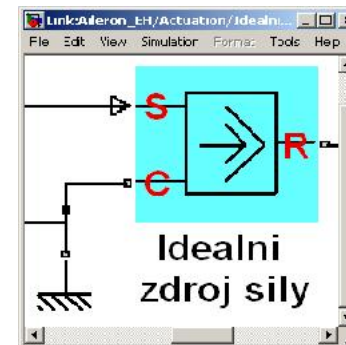 Link:Aileron_EH/Actuation/Idealni...
File Edit View Simulation Format Tools Help
S
R
C
Idealni
zdroj sily